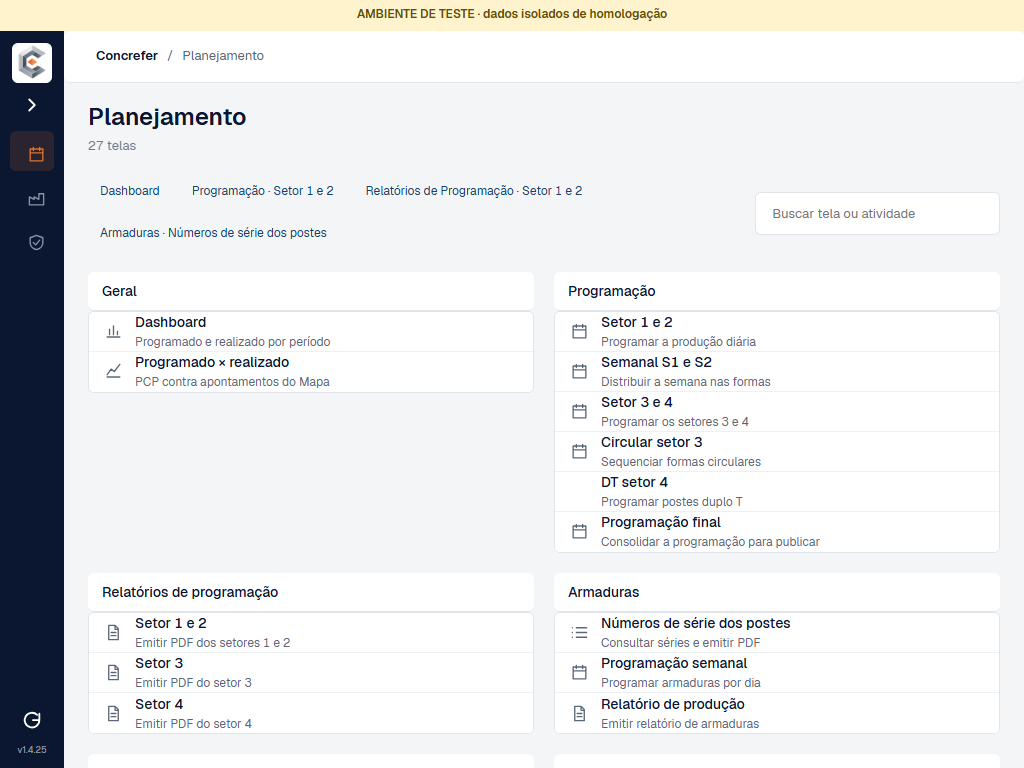 AMBIENTE DE TESTE · dados isolados de homologação
Concrefer / Planejamento
Planejamento
27 telas
Dashboard
Programação · Setor 1 e 2
Relatórios de Programação · Setor 1 e 2
Armaduras · Números de série dos postes
Buscar tela ou atividade
Geral
Dashboard
Programado e realizado por período
Programado × realizado
PCP contra apontamentos do Mapa
Programação
Setor 1 e 2
Programar a produção diária
Semanal S1 e S2
Distribuir a semana nas formas
Setor 3 e 4
Programar os setores 3 e 4
Circular setor 3
Sequenciar formas circulares
DT setor 4
Programar postes duplo T
Programação final
Consolidar a programação para publicar
Relatórios de programação
Setor 1 e 2
Emitir PDF dos setores 1 e 2
Setor 3
Emitir PDF do setor 3
Setor 4
Emitir PDF do setor 4
Armaduras
Números de série dos postes
Consultar séries e emitir PDF
Programação semanal
Programar armaduras por dia
Relatório de produção
Emitir relatório de armaduras
v1.4.25